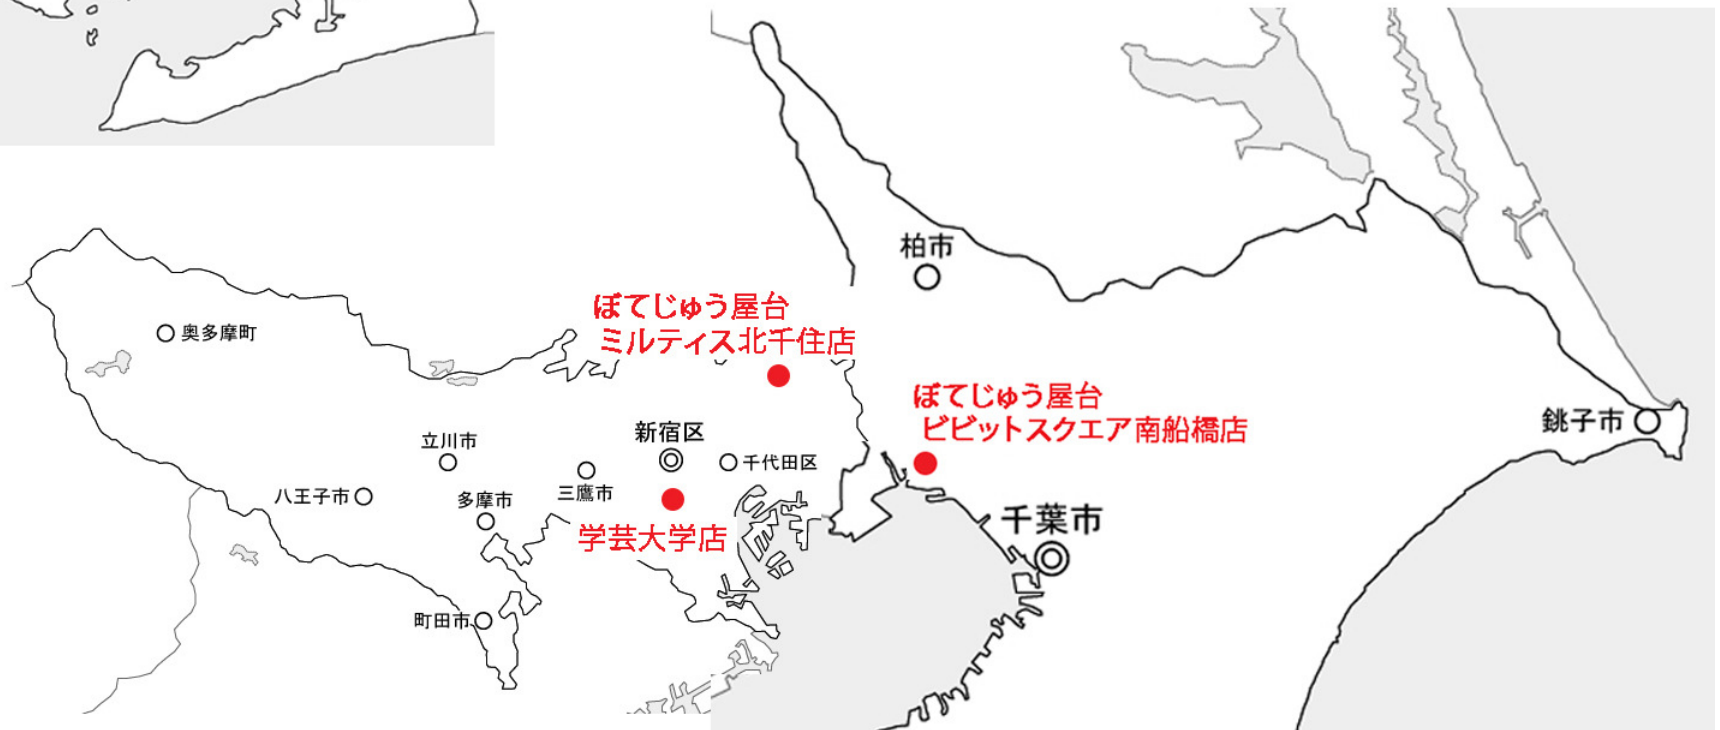 柏市
ぼてじゅう屋台
ミルティス北千住店
奥多摩町
ぼてじゅう屋台
ビビットスクエア南船橋店
銚子市
立川市
新宿区
千代田区
八王子市
多摩市
三鷹市
学芸大学店
千葉市
町田市